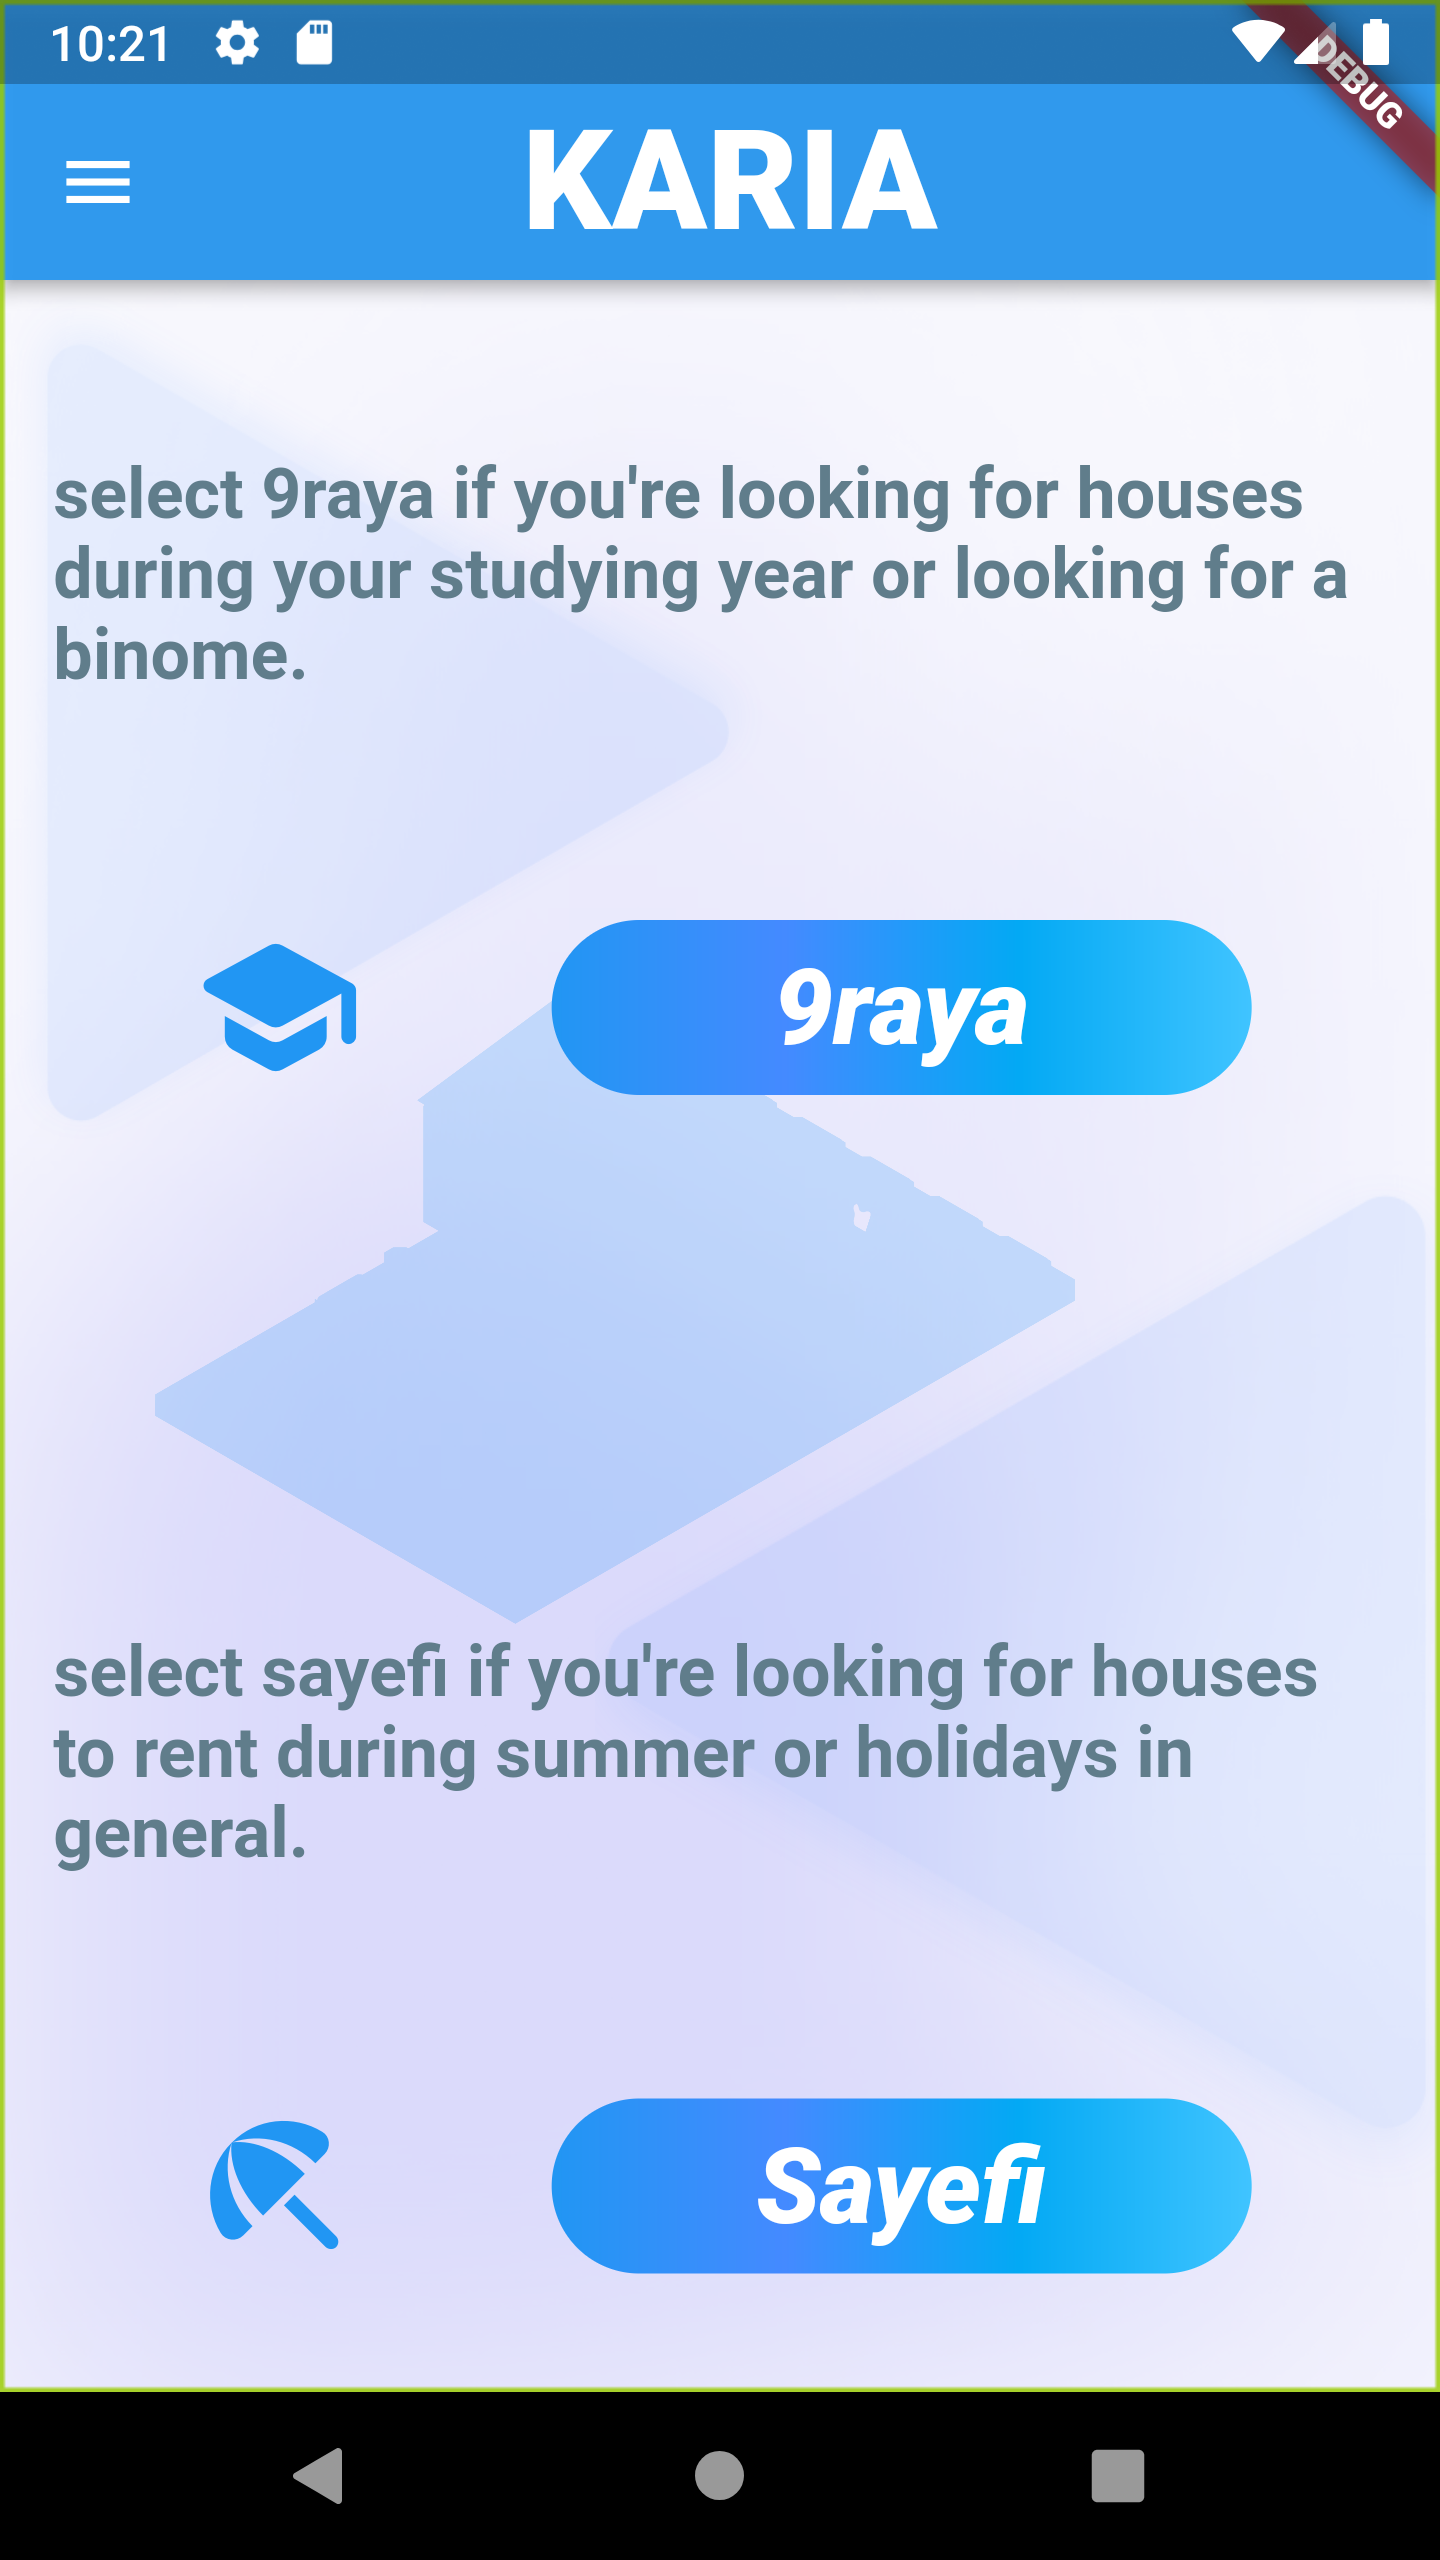 10:21
DEBUG
KARIA
select 9raya if you're looking for houses
during your studying year or looking for a
binome.
9raya
select sayefi if you're looking for houses
to rent during summer or holidays in
general.
Sayefi